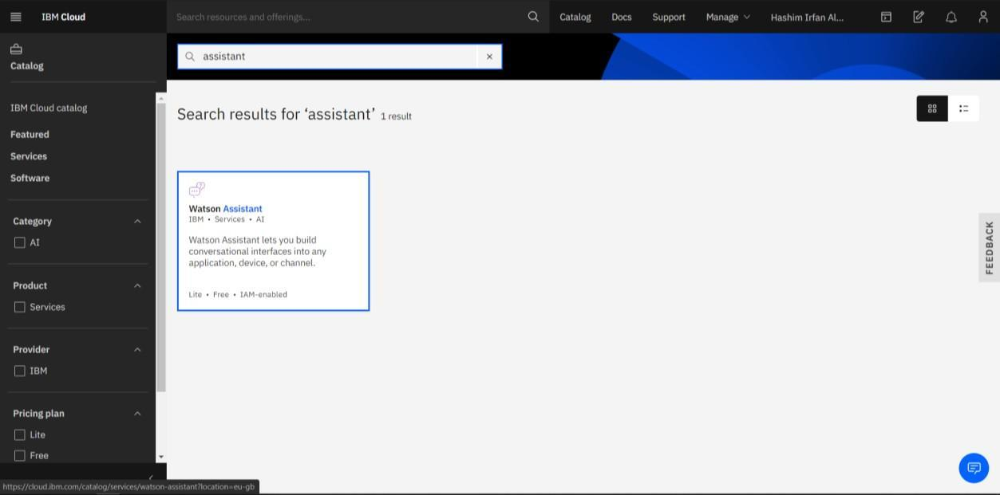 IBM Cloud
Search resources and offerings...
Catalog
Docs
Support
Manage
Hashim Irfan Al...
Catalog
IBM Cloud catalog
Featured
Services
Software
Category
AI
Product
Services
Provider
IBM
Pricing plan
Lite
Free
assistant
Search results for ‘assistant’ 1 result
Watson Assistant
IBM • Services • AI
Watson Assistant lets you build
conversational interfaces into any
application, device, or channel.
Lite • Free • IAM-enabled
FEEDBACK
https://cloud.ibm.com/catalog/services/watson-assistant?location=eu-gb